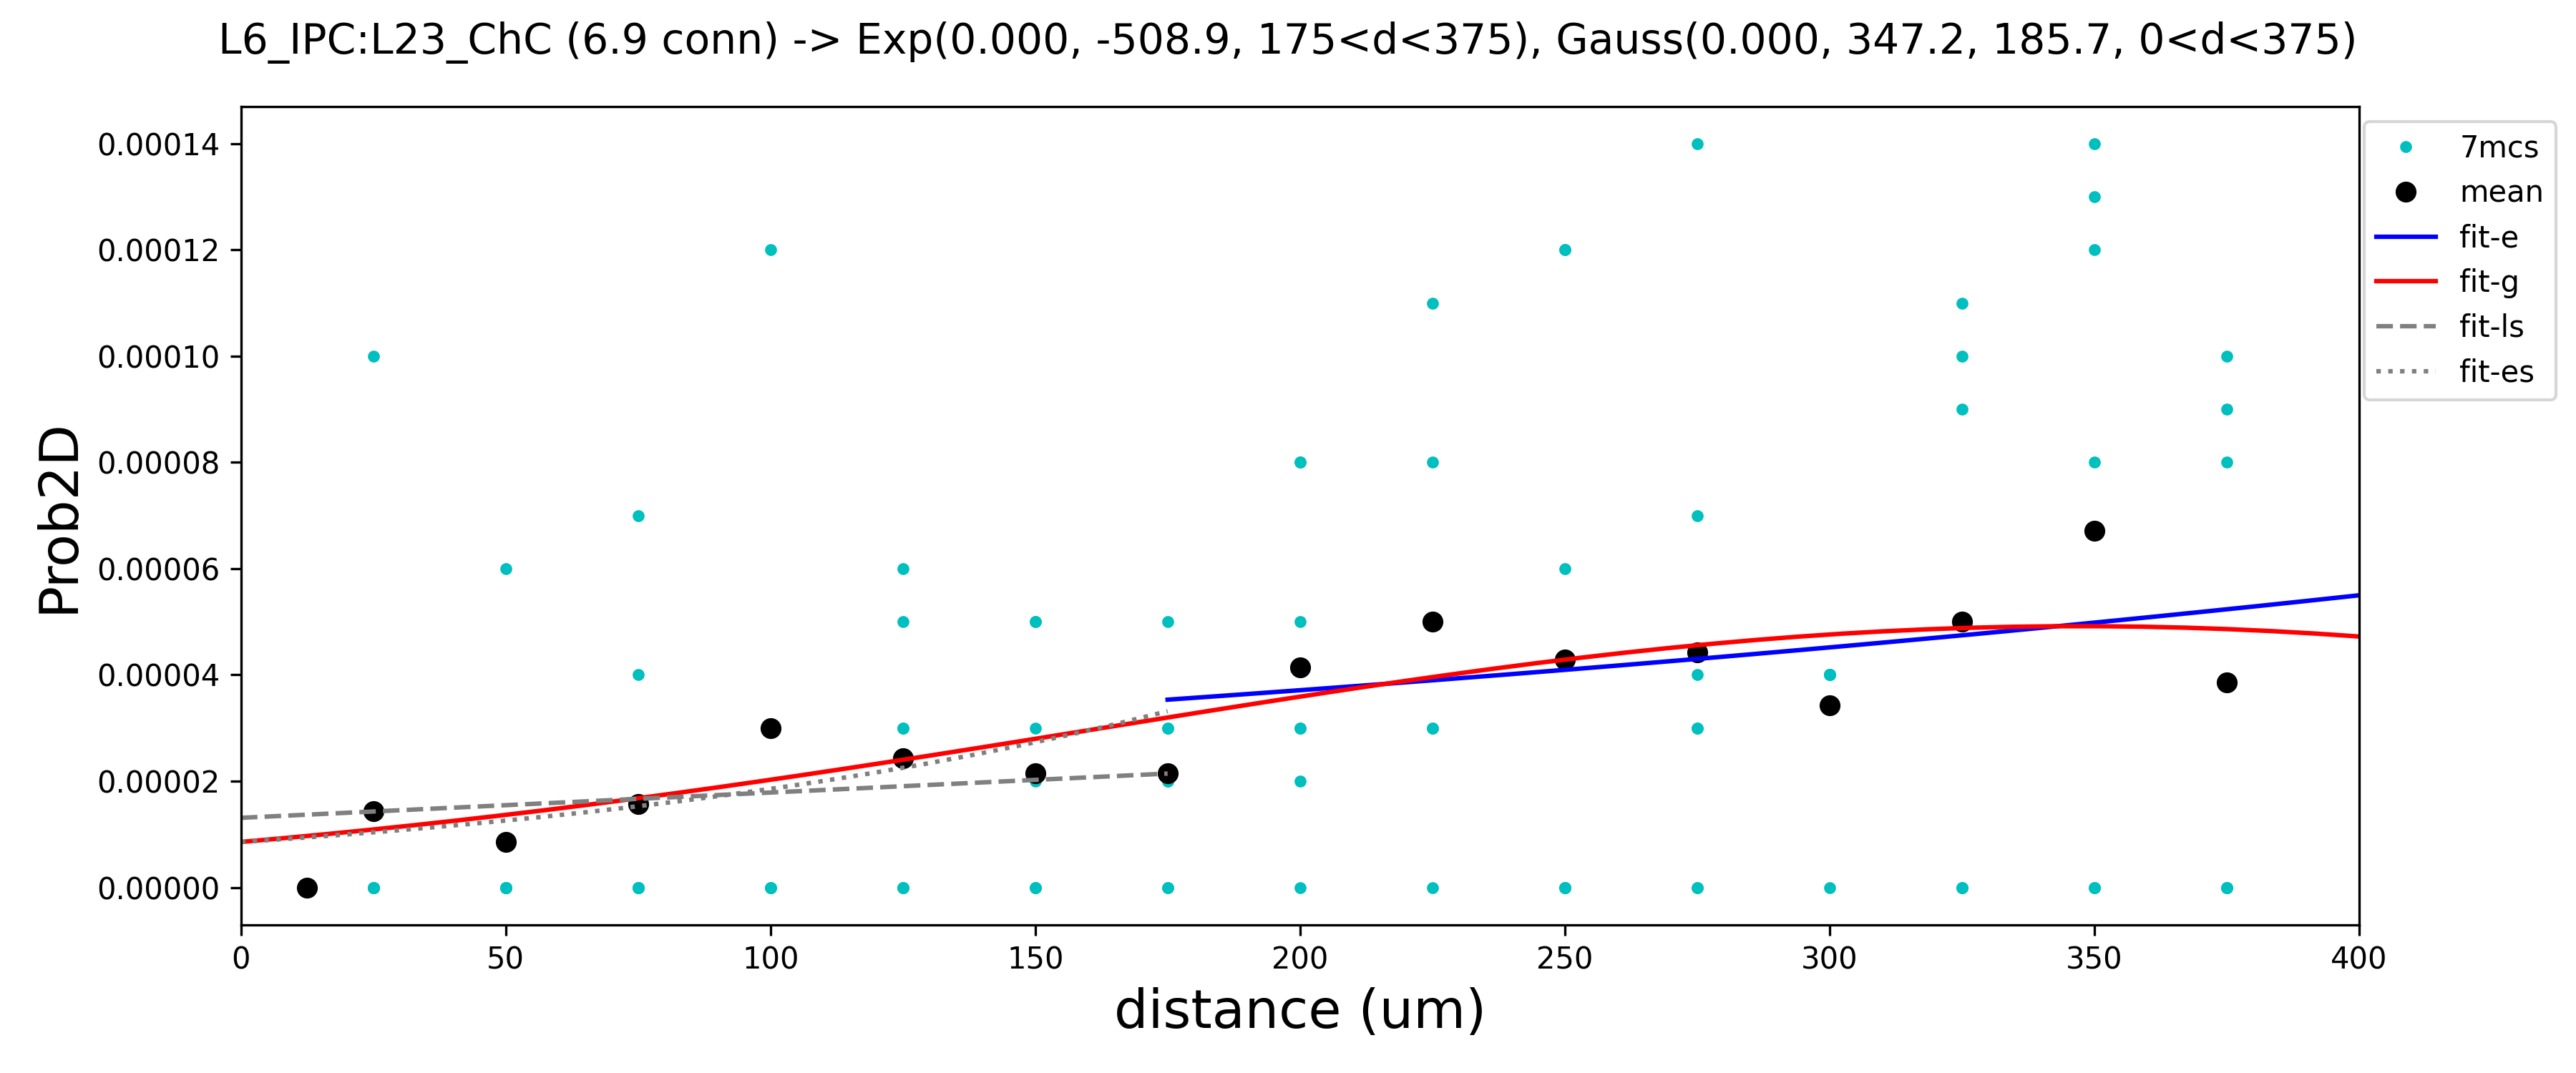 L6_IPC:L23_ChC (6.9 conn) -> Exp(0.000, -508.9, 175<d<375), Gauss(0.000, 347.2, 185.7, 0<d<375)
0.00014
0.00012
0.00010
0.00008
0.00006
0.00004
0.00002
0.00000
Prob2D
0 50 100 150 200 250 300 350 400
distance (um)
7mcs
mean
fit-e
fit-g
fit-ls
fit-es